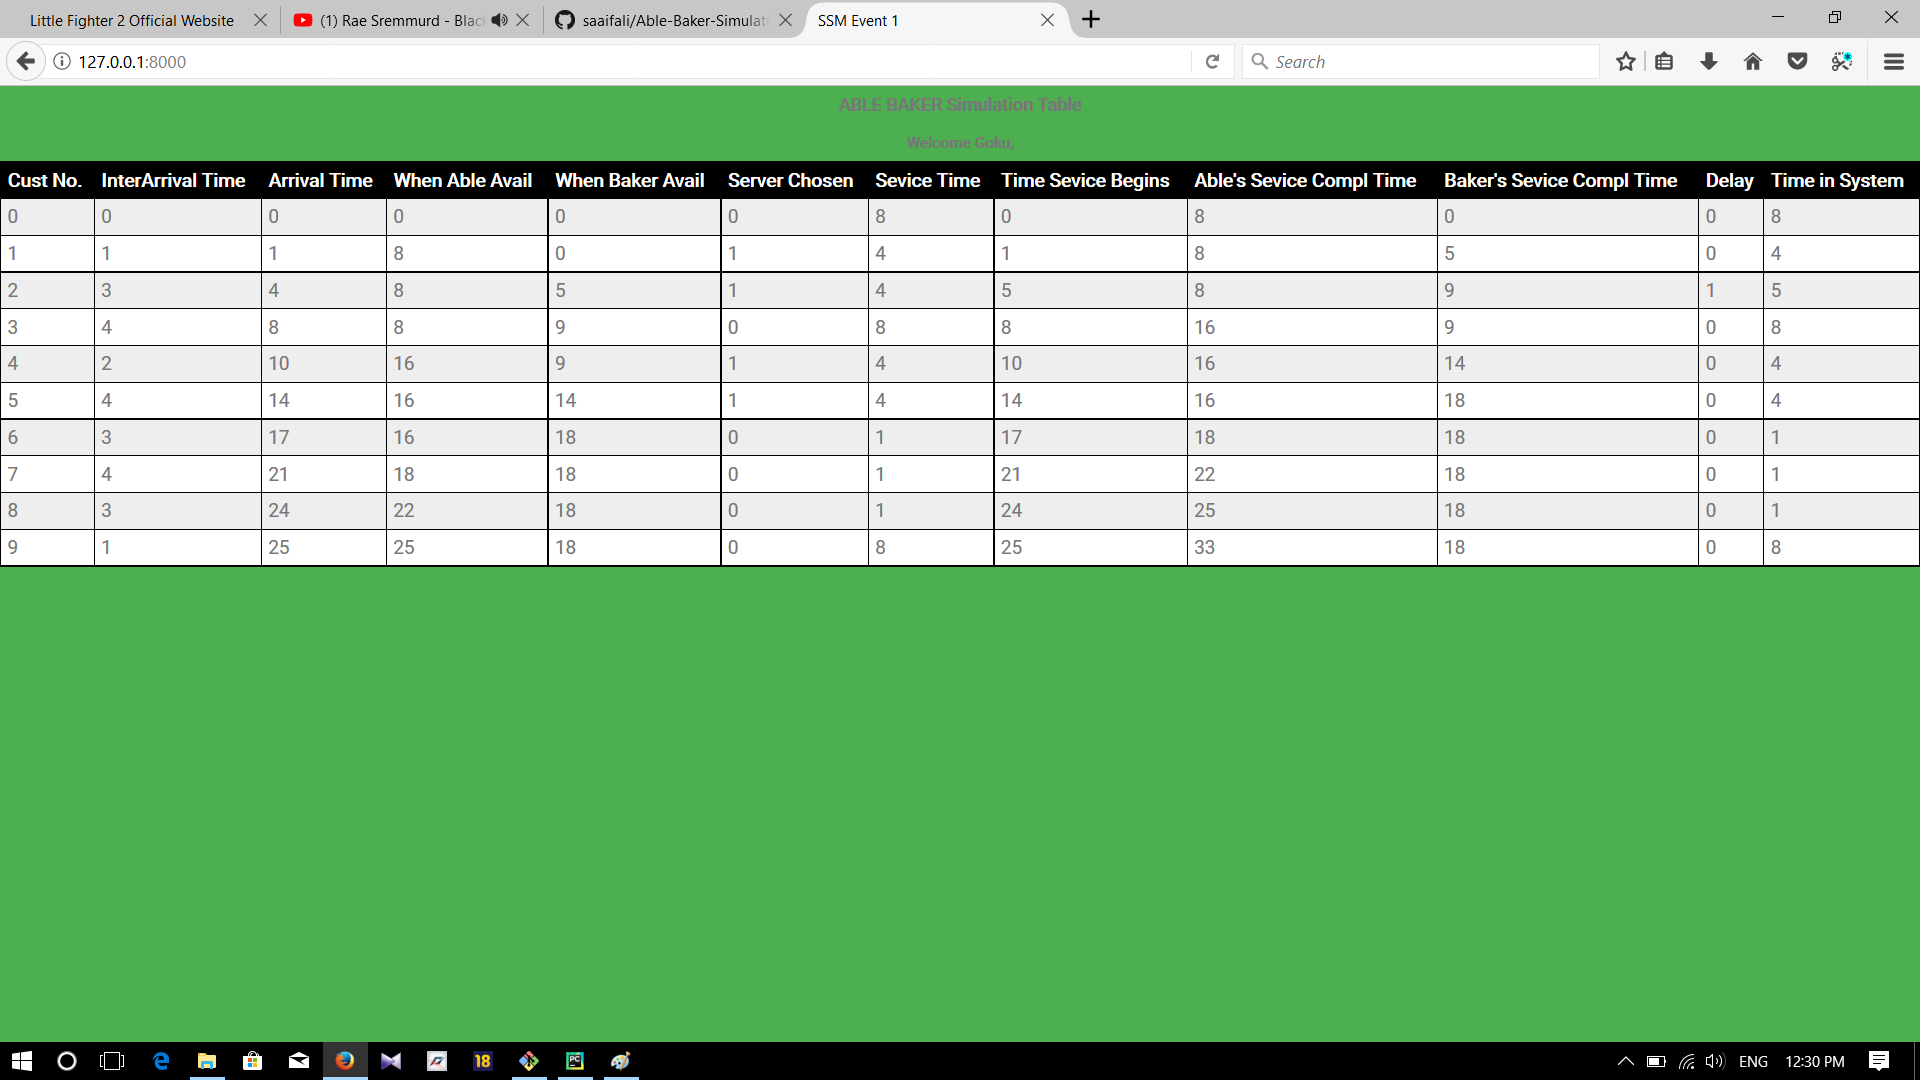 Little Fighter 2 Official Website (1) Rae Sremmurd - Blac saaifali/Able-Baker-Simulati SSM Event 1
127.0.0.1:8000 Search
ABLE BAKER Simulation Table
Welcome Goku,
Cust No. InterArrival Time Arrival Time When Able Avail When Baker Avail Server Chosen Sevice Time Time Sevice Begins Able's Sevice Compl Time Baker's Sevice Compl Time Delay Time in System
0 0 0 0 0 0 8 0 8 0 0 8
1 1 1 8 0 1 4 1 8 5 0 4
2 3 4 8 5 1 4 5 8 9 1 5
3 4 8 8 9 0 8 8 16 9 0 8
4 2 10 16 9 1 4 10 16 14 0 4
5 4 14 16 14 1 4 14 16 18 0 4
6 3 17 16 18 0 1 17 18 18 0 1
7 4 21 18 18 0 1 21 22 18 0 1
8 3 24 22 18 0 1 24 25 18 0 1
9 1 25 25 18 0 8 25 33 18 0 8
18 PC ENG 12:30 PM